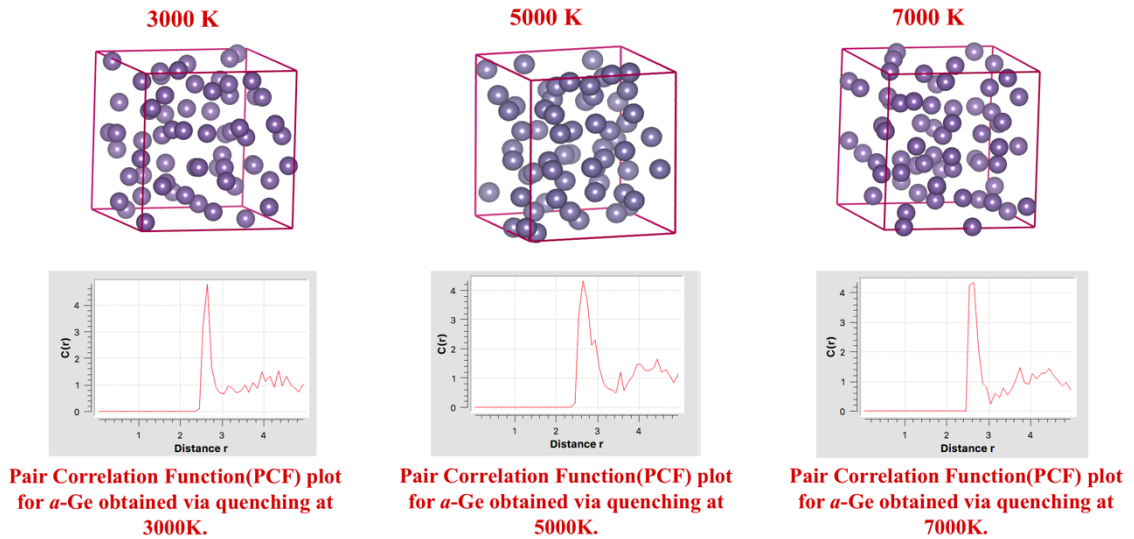 3000 K
5000 K
7000 K
C(r)
4
3
2
1
0
1
2
3
4
Distance r
C(r)
4
3
2
1
0
1
2
3
4
Distance r
C(r)
4
3
2
1
0
1
2
3
4
Distance r
Pair Correlation Function(PCF) plot
for a-Ge obtained via quenching at
3000K.
Pair Correlation Function(PCF) plot
for a-Ge obtained via quenching at
5000K.
Pair Correlation Function(PCF) plot
for a-Ge obtained via quenching at
7000K.